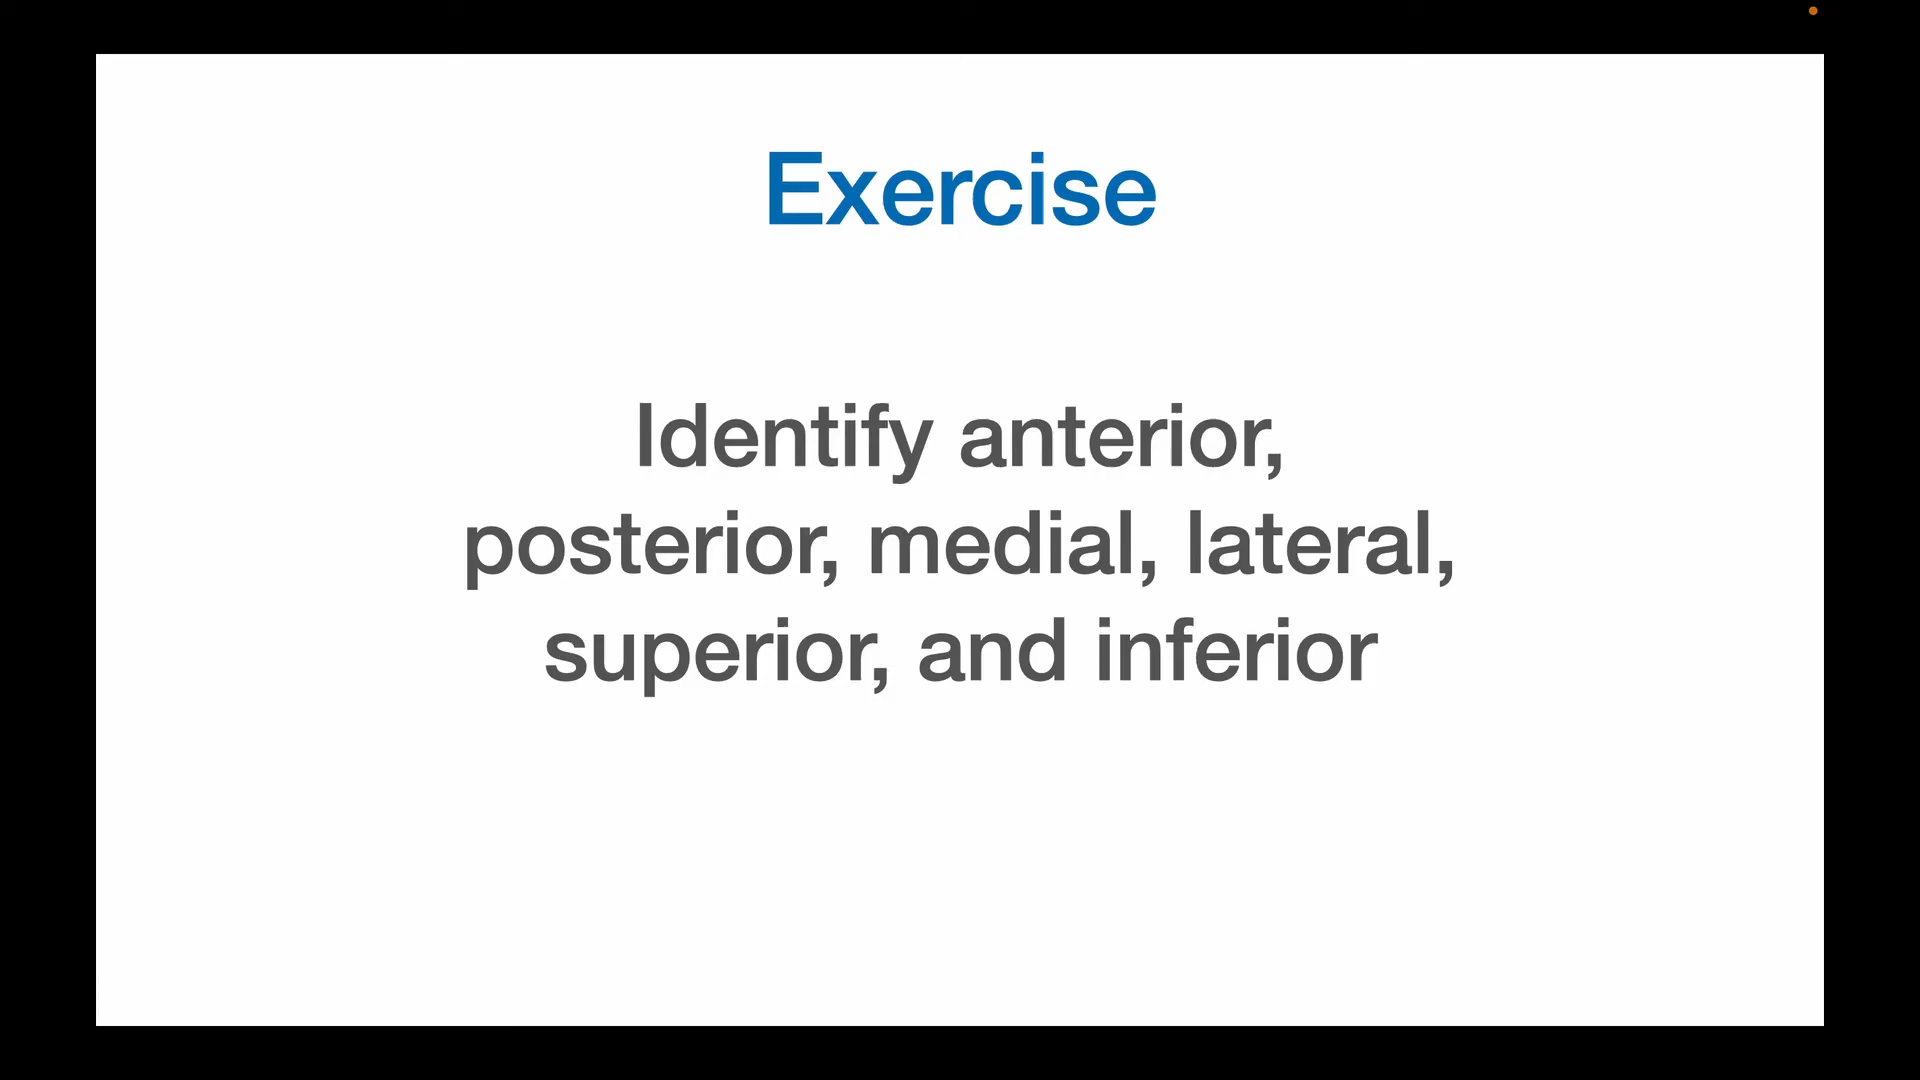 Exercise
Identify anterior,
posterior, medial, lateral,
superior, and inferior